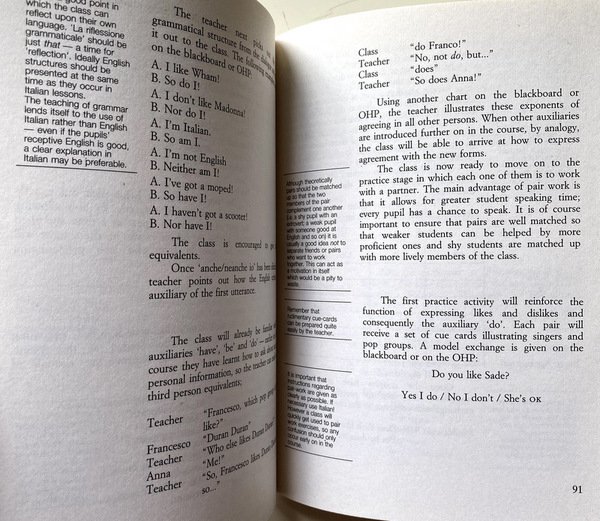 good point in
which the class can
reflect upon their own
language. 'La riflessione
grammaticale' should be
just that — a time for
'reflection'. Ideally English
structures should be
presented at the same
time as they occur in
Italian lessons.
The teaching of grammar
lends itself to the use of
Italian rather than English
— even if the pupils'
receptive English is good,
a clear explanation in
Italian may be preferable.
The teacher next picks
grammatical structure from the
it out to the class. The following
on the blackboard or OHP:
A. I like Wham!
B. So do I!
A. I don't like Madonna!
B. Nor do I!
A. I'm Italian.
B. So am I.
A. I'm not English
B. Neither am I!
A. I've got a moped!
B. So have I!
A. I haven't got a scooter!
B. Nor have I!
The class is encouraged to
equivalents.
Once 'anche/neanche io' has been
teacher points out how the English
auxiliary of the first utterance.
The class will already be familiar
auxiliaries 'have', 'be' and 'do' —
course they have learnt how to ask about
personal information, so the teacher can
third person equivalents:
Teacher "Francesco, which pop group
like?"
Francesco "Duran Duran"
Teacher "Who else likes Duran Duran?"
Anna "Me!"
Teacher "So, Francesco likes Duran Duran
so..."
Class "do Franco!"
Teacher "No, not do, but..."
Class "does"
Teacher "So does Anna!"
Using another chart on the blackboard or
OHP, the teacher illustrates these exponents of
agreeing in all other persons. When other auxiliaries
are introduced further on in the course, by analogy,
the class will be able to arrive at how to express
agreement with the new forms.
The class is now ready to move on to the
practice stage in which each one of them is to work
with a partner. The main advantage of pair work is
that it allows for greater student speaking time;
every pupil has a chance to speak. It is of course
important to ensure that pairs are well matched so
that weaker students can be helped by more
proficient ones and shy students are matched up
with more lively members of the class.
Although theoretically
pairs should be matched
up so that the two
members of the pair
complement one another
(i.e. a shy pupil with an
extrovert; a weak pupil
with someone good at
English and so on) it is
usually a good idea not to
separate friends or pairs
who want to work
together. This can act as
a motivation in itself
which would be a pity to
waste.
Remember that
rudimentary cue-cards
can be prepared quite
easily by the teacher.
The first practice activity will reinforce the
function of expressing likes and dislikes and
consequently the auxiliary 'do'. Each pair will
receive a set of cue cards illustrating singers and
pop groups. A model exchange is given on the
blackboard or on the OHP:
It is important that
instructions regarding
pair work are given as
clearly as possible. If
necessary use Italian!
However a class will
quickly get used to pair
work exercises, so any
confusion should only
occur early on in the
course.
Do you like Sade?
Yes I do / No I don't / She's OK
91